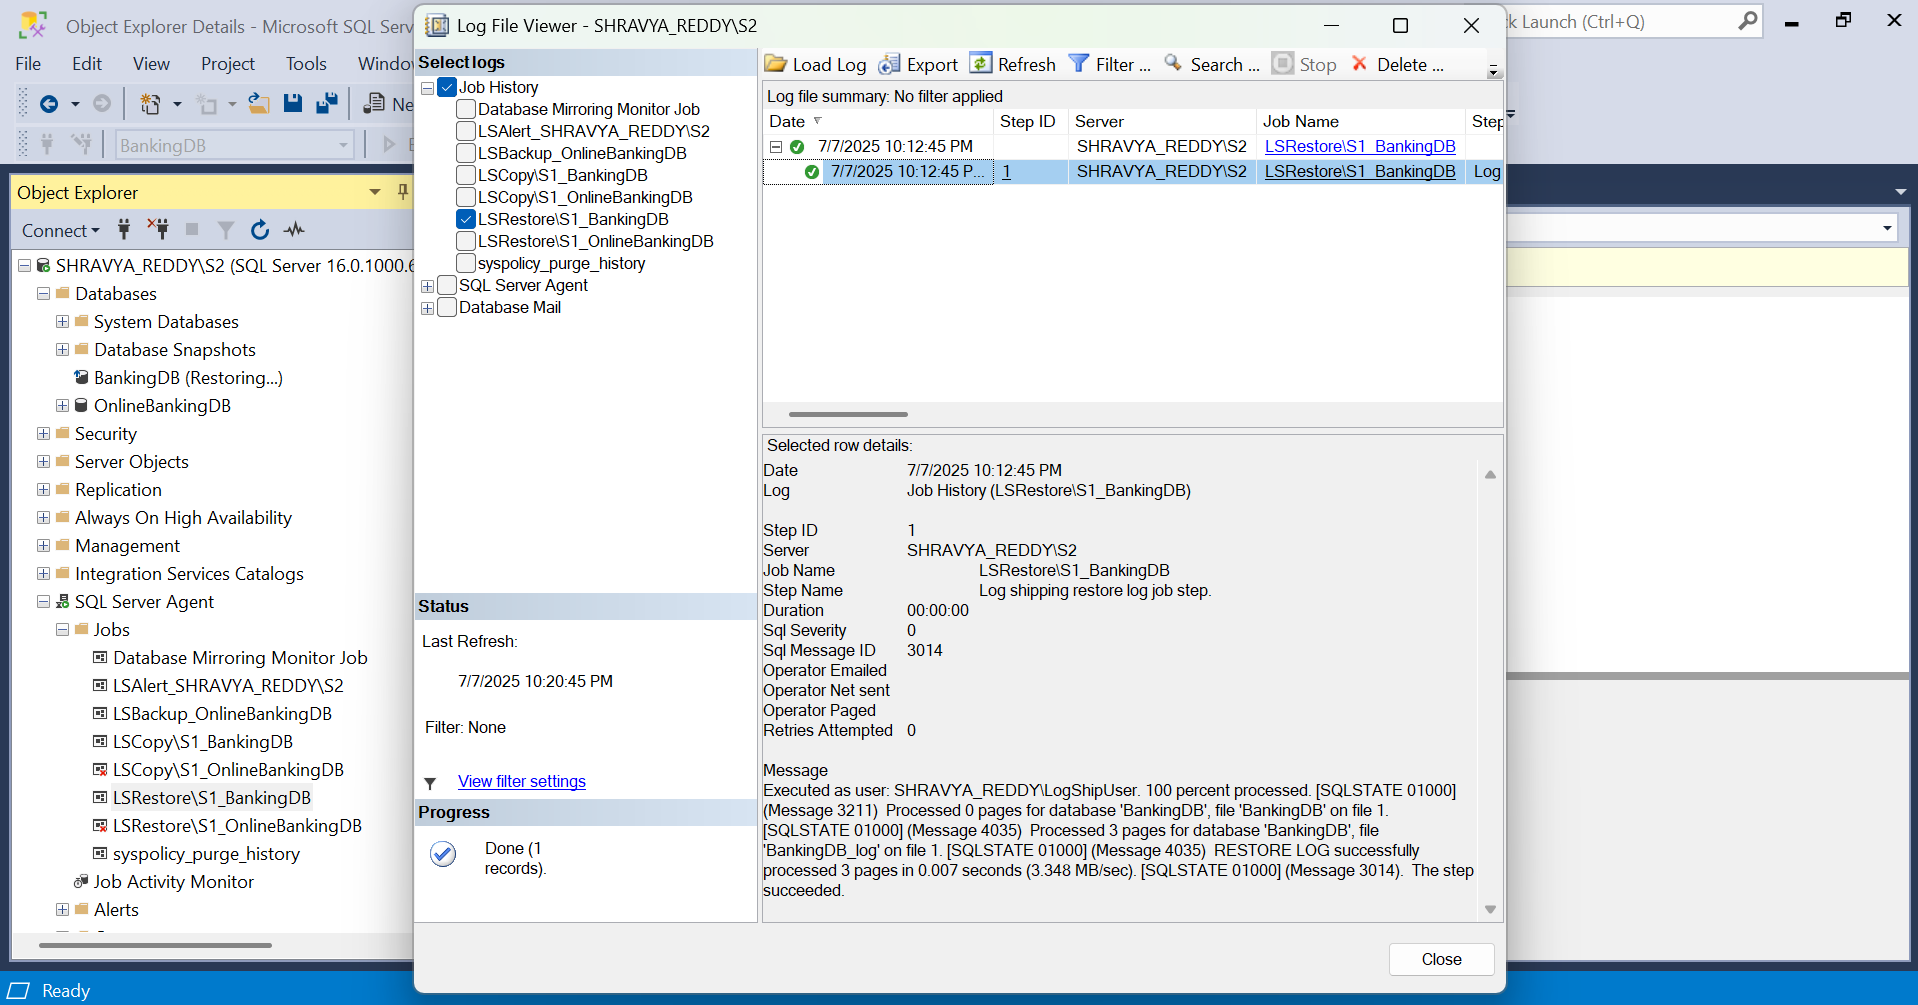 Object Explorer Details - Microsoft SQL Serv
Log File Viewer - SHRAVYA_REDDY\S2
k Launch (Ctrl+Q)
File Edit View Project Tools Windo
Ne
BankingDB
Object Explorer
Connect
SHRAVYA_REDDY\S2 (SQL Server 16.0.1000.6
Databases
System Databases
Database Snapshots
BankingDB (Restoring...)
OnlineBankingDB
Security
Server Objects
Replication
Always On High Availability
Management
Integration Services Catalogs
SQL Server Agent
Jobs
Database Mirroring Monitor Job
LSAlert_SHRAVYA_REDDY\S2
LSBackup_OnlineBankingDB
LSCopy\S1_BankingDB
LSCopy\S1_OnlineBankingDB
LSRestore\S1_BankingDB
LSRestore\S1_OnlineBankingDB
syspolicy_purge_history
Job Activity Monitor
Alerts
Ready
Select logs
Job History
Database Mirroring Monitor Job
LSAlert_SHRAVYA_REDDY\S2
LSBackup_OnlineBankingDB
LSCopy\S1_BankingDB
LSCopy\S1_OnlineBankingDB
LSRestore\S1_BankingDB
LSRestore\S1_OnlineBankingDB
syspolicy_purge_history
SQL Server Agent
Database Mail
Status
Last Refresh:
7/7/2025 10:20:45 PM
Filter: None
View filter settings
Progress
Done (1
records).
Load Log Export Refresh Filter ... Search ... Stop Delete ...
Log file summary: No filter applied
Date Step ID Server Job Name Step
7/7/2025 10:12:45 PM SHRAVYA_REDDY\S2 LSRestore\S1_BankingDB
7/7/2025 10:12:45 P... 1 SHRAVYA_REDDY\S2 LSRestore\S1_BankingDB Log
Selected row details:
Date 7/7/2025 10:12:45 PM
Log Job History (LSRestore\S1_BankingDB)
Step ID 1
Server SHRAVYA_REDDY\S2
Job Name LSRestore\S1_BankingDB
Step Name Log shipping restore log job step.
Duration 00:00:00
Sql Severity 0
Sql Message ID 3014
Operator Emailed
Operator Net sent
Operator Paged
Retries Attempted 0
Message
Executed as user: SHRAVYA_REDDY\LogShipUser. 100 percent processed. [SQLSTATE 01000]
(Message 3211)  Processed 0 pages for database 'BankingDB', file 'BankingDB' on file 1.
[SQLSTATE 01000] (Message 4035)  Processed 3 pages for database 'BankingDB', file
'BankingDB_log' on file 1. [SQLSTATE 01000] (Message 4035)  RESTORE LOG successfully
processed 3 pages in 0.007 seconds (3.348 MB/sec). [SQLSTATE 01000] (Message 3014).  The step
succeeded.
Close